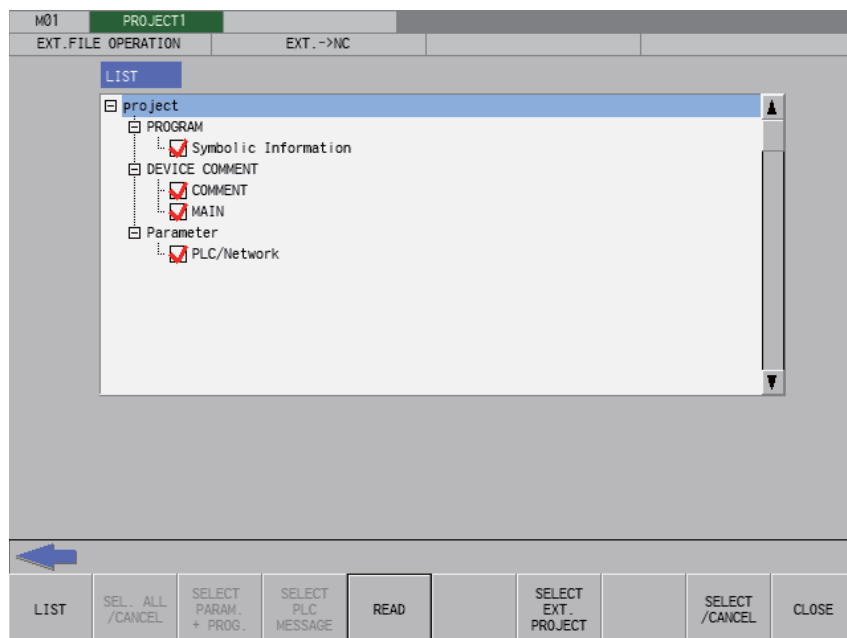 M01 PROJECT1
EXT.FILE OPERATION EXT.->NC
LIST
project
PROGRAM
Symbolic Information
DEVICE COMMENT
COMMENT
MAIN
Parameter
PLC/Network
LIST
SEL. ALL
/CANCEL
SELECT
PARAM.
+ PROG.
SELECT
PLC
MESSAGE
READ
SELECT
EXT.
PROJECT
SELECT
/CANCEL
CLOSE